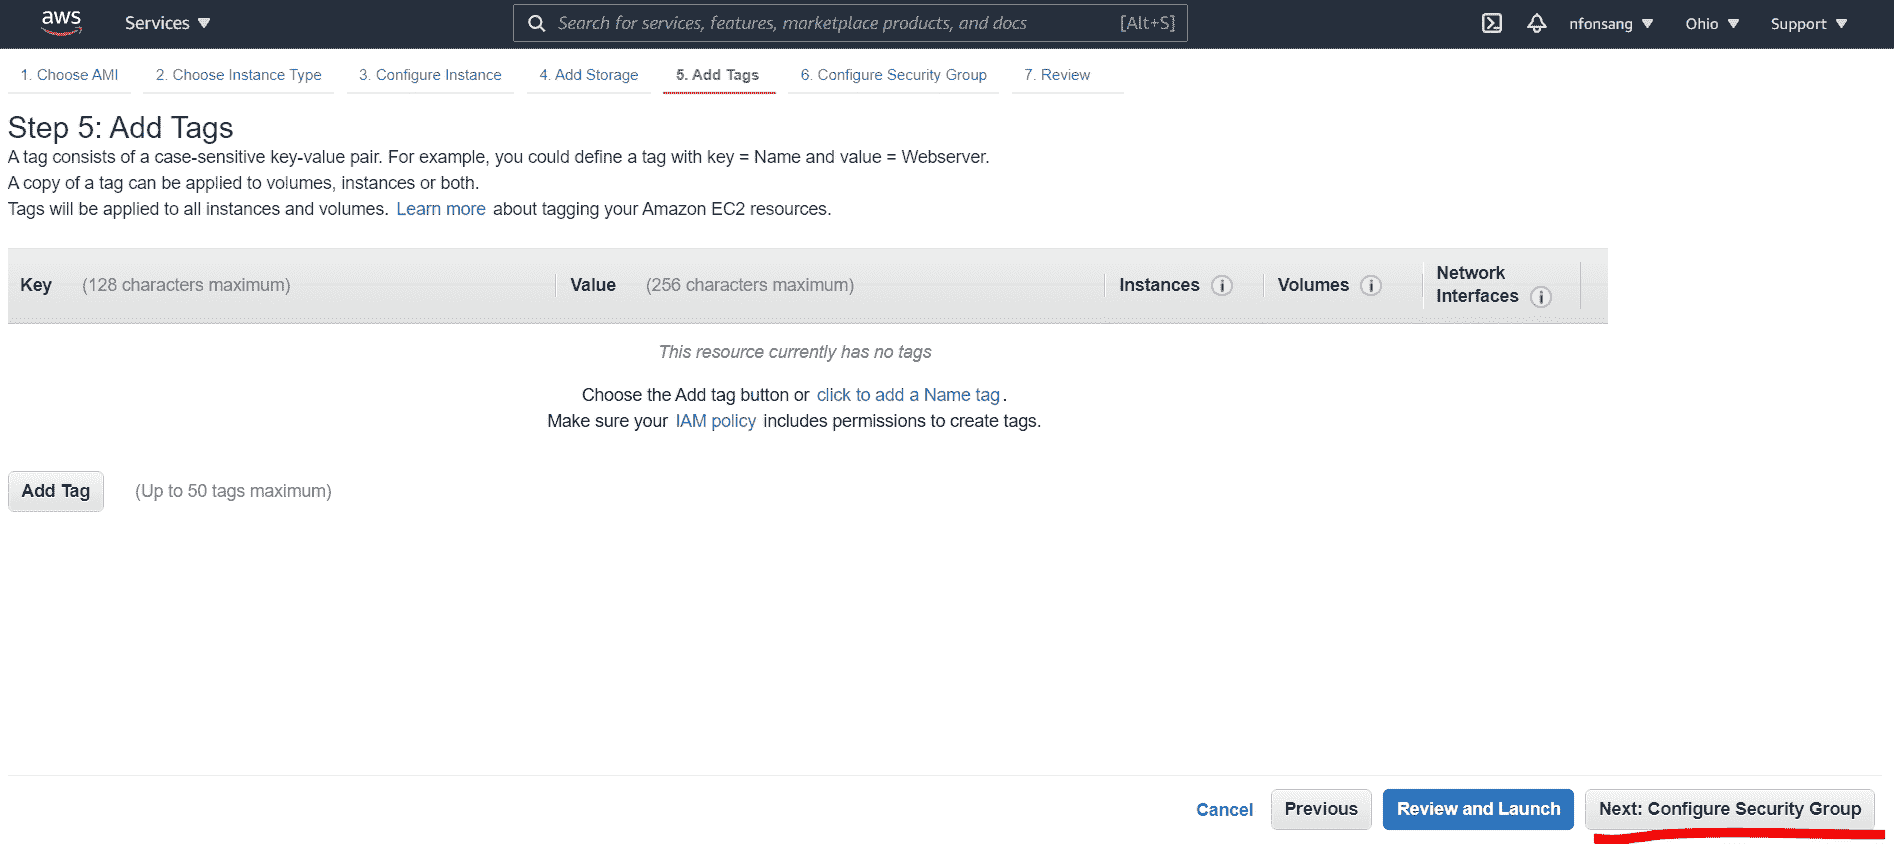 aws Services Search for services, features, marketplace products, and docs [Alt+S] nfonsang Ohio Support
1. Choose AMI 2. Choose Instance Type 3. Configure Instance 4. Add Storage 5. Add Tags 6. Configure Security Group 7. Review
Step 5: Add Tags
A tag consists of a case-sensitive key-value pair. For example, you could define a tag with key = Name and value = Webserver.
A copy of a tag can be applied to volumes, instances or both.
Tags will be applied to all instances and volumes. Learn more about tagging your Amazon EC2 resources.
Key (128 characters maximum) Value (256 characters maximum) Instances i Volumes i Network
Interfaces i
This resource currently has no tags
Choose the Add tag button or click to add a Name tag.
Make sure your IAM policy includes permissions to create tags.
Add Tag (Up to 50 tags maximum)
Cancel Previous Review and Launch Next: Configure Security Group